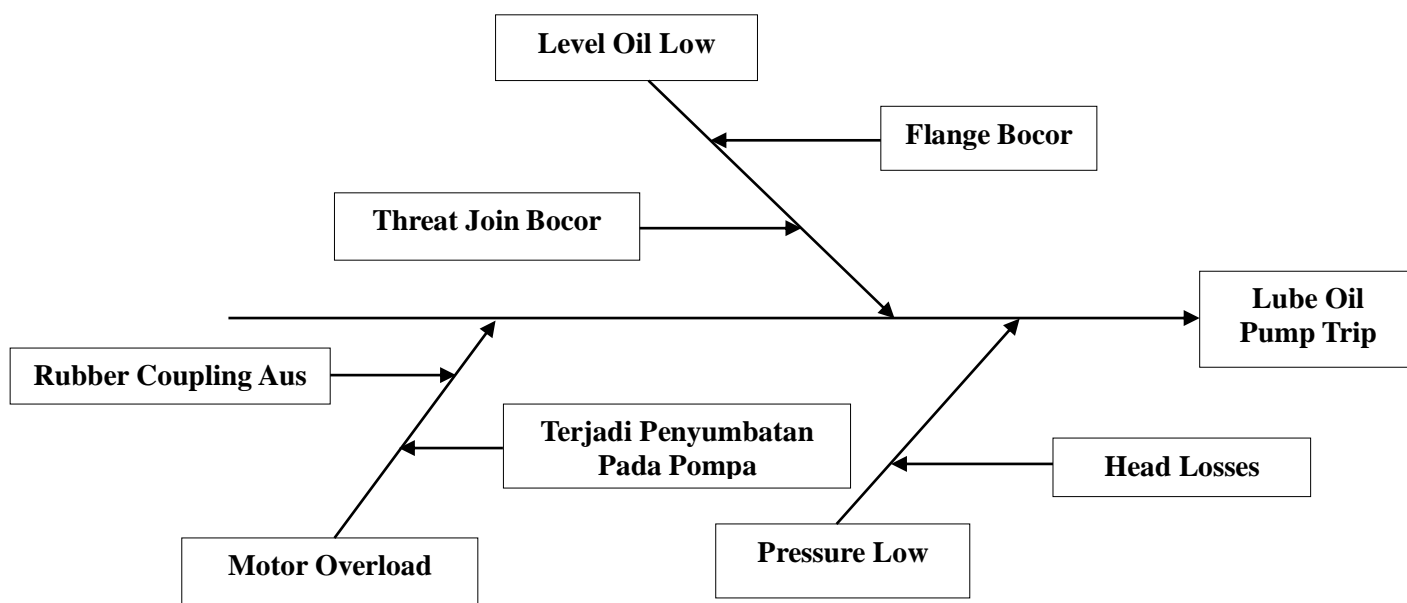 Level Oil Low
Flange Bocor
Threat Join Bocor
Lube Oil
Pump Trip
Rubber Coupling Aus
Terjadi Penyumbatan
Pada Pompa
Head Losses
Pressure Low
Motor Overload